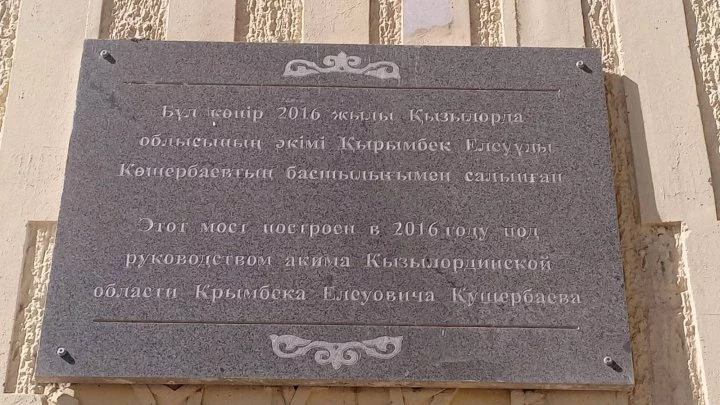 Бұл көпір 2016 жылы Қызылорда
облысының әкімі Қырымбек Елеуұлы
Көшербаевтың басшылығымен салынған
Этот мост построен в 2016 году под
руководством акима Кызылординской
области Крымбека Елеуовича Кушербаева